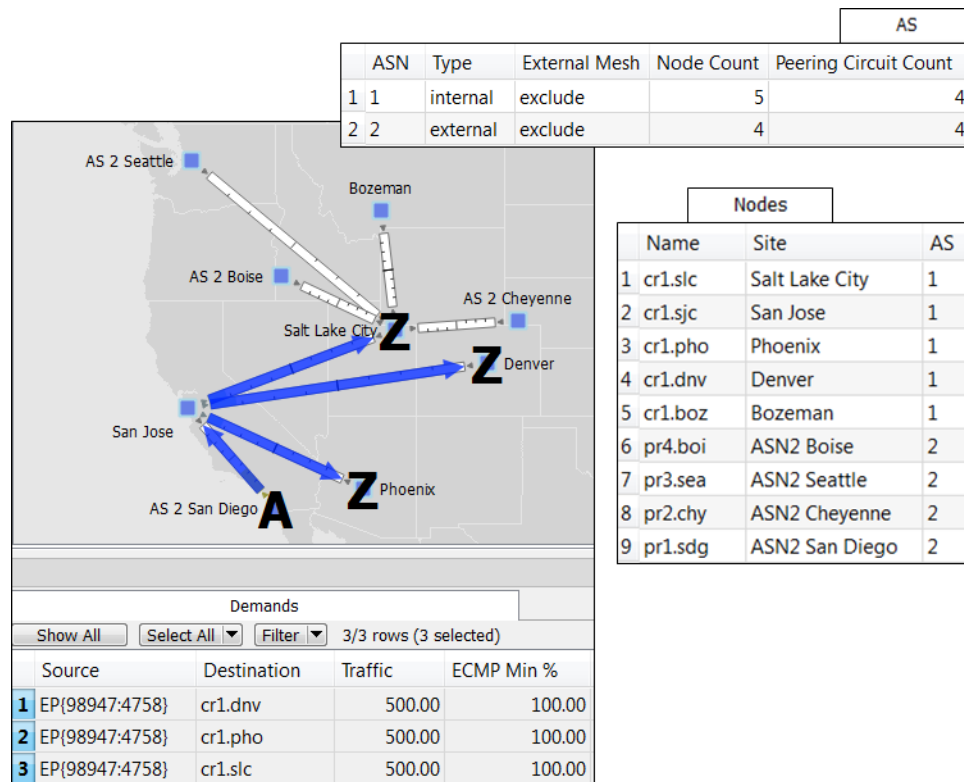 AS
ASN Type External Mesh Node Count Peering Circuit Count
1 1 internal exclude 5 4
2 2 external exclude 4 4
AS 2 Seattle
Bozeman
AS 2 Boise
AS 2 Cheyenne
Salt Lake City Z
Z Denver
San Jose
Z Phoenix
AS 2 San Diego A
Nodes
Name Site AS
1 cr1.slc Salt Lake City 1
2 cr1.sjc San Jose 1
3 cr1.pho Phoenix 1
4 cr1.dnv Denver 1
5 cr1.boz Bozeman 1
6 pr4.boi ASN2 Boise 2
7 pr3.sea ASN2 Seattle 2
8 pr2.chy ASN2 Cheyenne 2
9 pr1.sdg ASN2 San Diego 2
Demands
Show All Select All Filter 3/3 rows (3 selected)
Source Destination Traffic ECMP Min %
1 EP{98947:4758} cr1.dnv 500.00 100.00
2 EP{98947:4758} cr1.pho 500.00 100.00
3 EP{98947:4758} cr1.slc 500.00 100.00